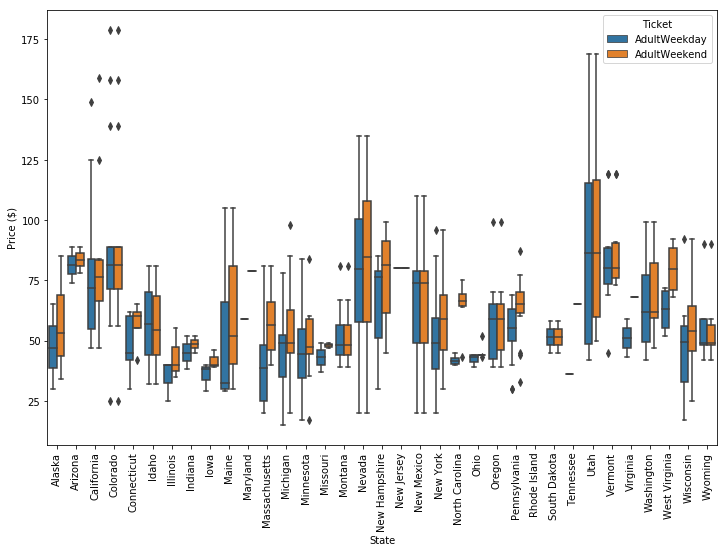 Ticket
AdultWeekday
AdultWeekend
Price ($)
175
150
125
100
75
50
25
Alaska
Arizona
California
Colorado
Connecticut
Idaho
Illinois
Indiana
Iowa
Maine
Maryland
Massachusetts
Michigan
Minnesota
Missouri
Montana
Nevada
New Hampshire
New Jersey
New Mexico
New York
North Carolina
Ohio
Oregon
Pennsylvania
Rhode Island
South Dakota
Tennessee
Utah
Vermont
Virginia
Washington
West Virginia
Wisconsin
Wyoming
State